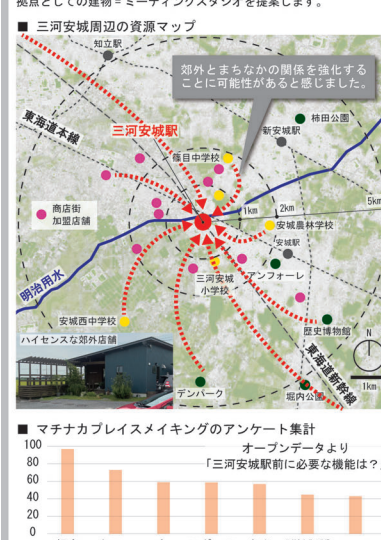 拠点としての建物＝ミーティングスタジオを提案します。
■ 三河安城周辺の資源マップ
知立駅
郊外とまちなかの関係を強化する
ことに可能性があると感じました。
東海道本線
三河安城駅
柿田公園
新安城駅
篠目中学校
商店街
加盟店舗
1km
2km
5km
安城農林学校
安城駅
明治用水
三河安城
小学校
アンフォーレ
安城西中学校
歴史博物館
ハイセンスな郊外店舗
N
東海道新幹線
1km
デンパーク
堀内公園
■ マチナカプレイスメイキングのアンケート集計
オープンデータより
「三河安城駅前に必要な機能は？
100
80
60
40
20
0